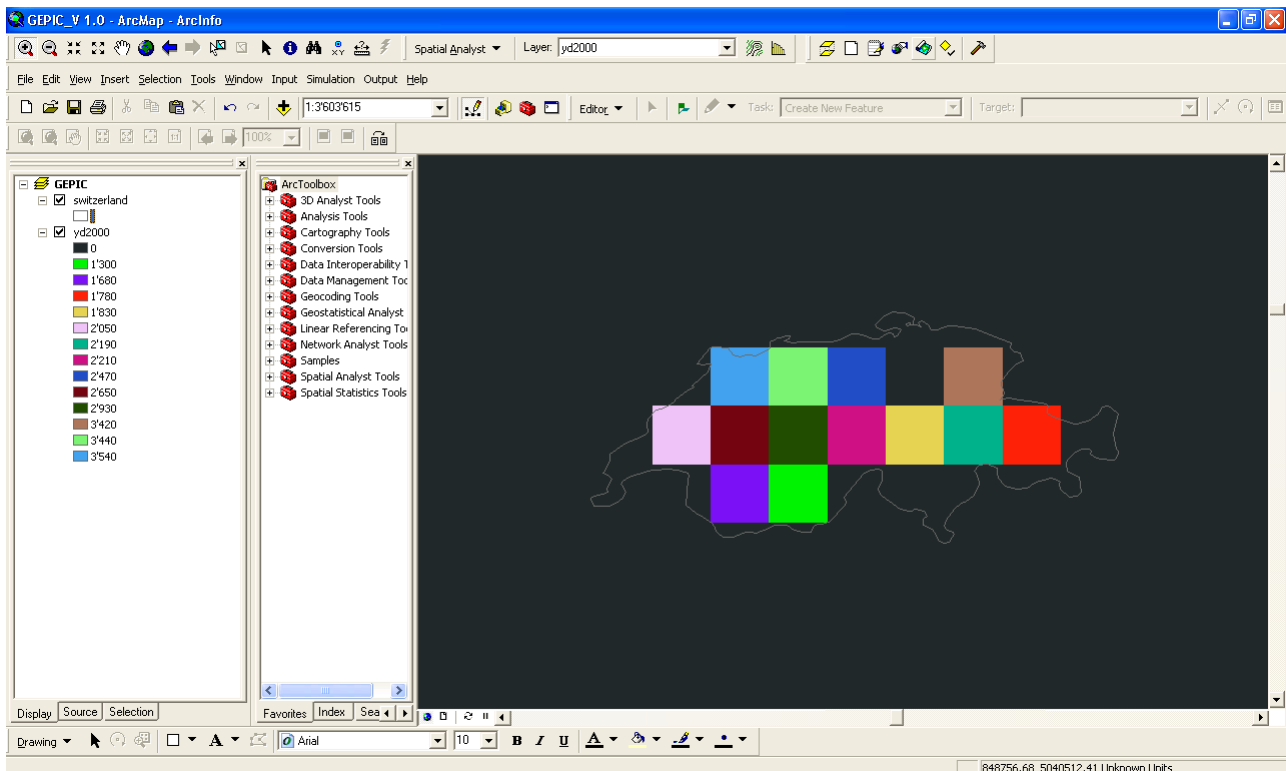 GEPIC_V 1.0 - ArcMap - ArcInfo
Spatial Analyst Layer: yd2000
File Edit View Insert Selection Tools Window Input Simulation Output Help
1:3'603'615 Editor Task: Create New Feature Target:
1:1 100%
GEPIC
switzerland
yd2000
0
1'300
1'680
1'780
1'830
2'050
2'190
2'210
2'470
2'650
2'930
3'420
3'440
3'540
Display Source Selection
ArcToolbox
3D Analyst Tools
Analysis Tools
Cartography Tools
Conversion Tools
Data Interoperability T
Data Management Too
Geocoding Tools
Geostatistical Analyst
Linear Referencing Too
Network Analyst Tools
Samples
Spatial Analyst Tools
Spatial Statistics Tools
Favorites Index Sea
Drawing A Arial 10 B I U A
848756.68 5040512.41 Unknown Units